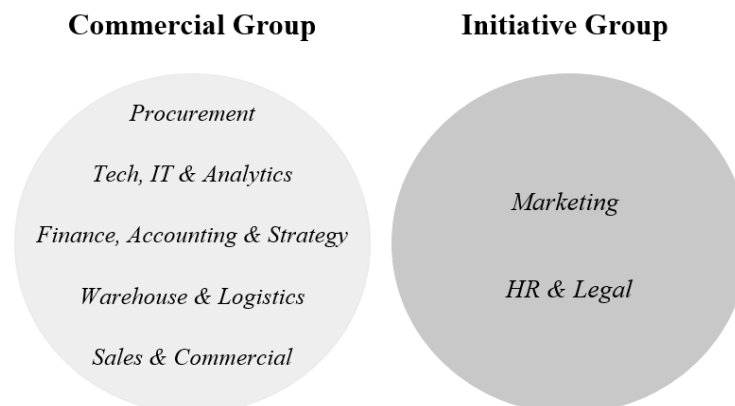 Commercial Group
Initiative Group
Procurement
Tech, IT & Analytics
Finance, Accounting & Strategy
Warehouse & Logistics
Sales & Commercial
Marketing
HR & Legal